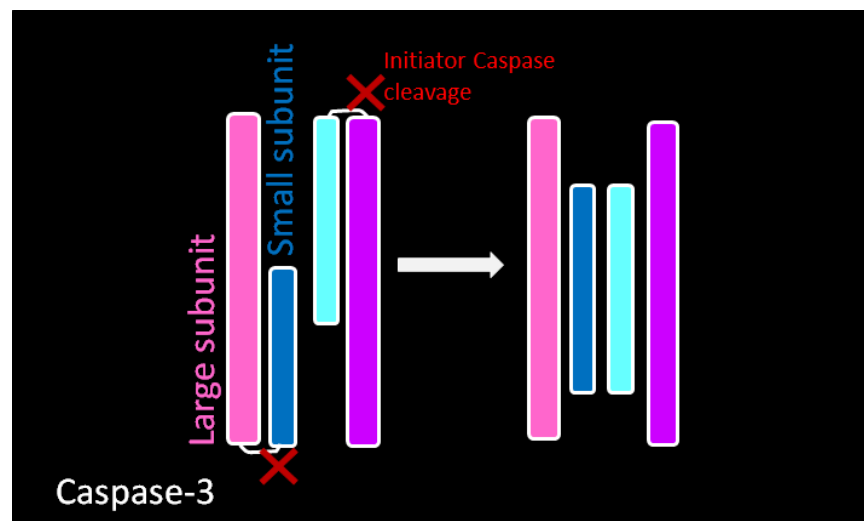 Initiator Caspase
cleavage
Small subunit
Large subunit
Caspase-3